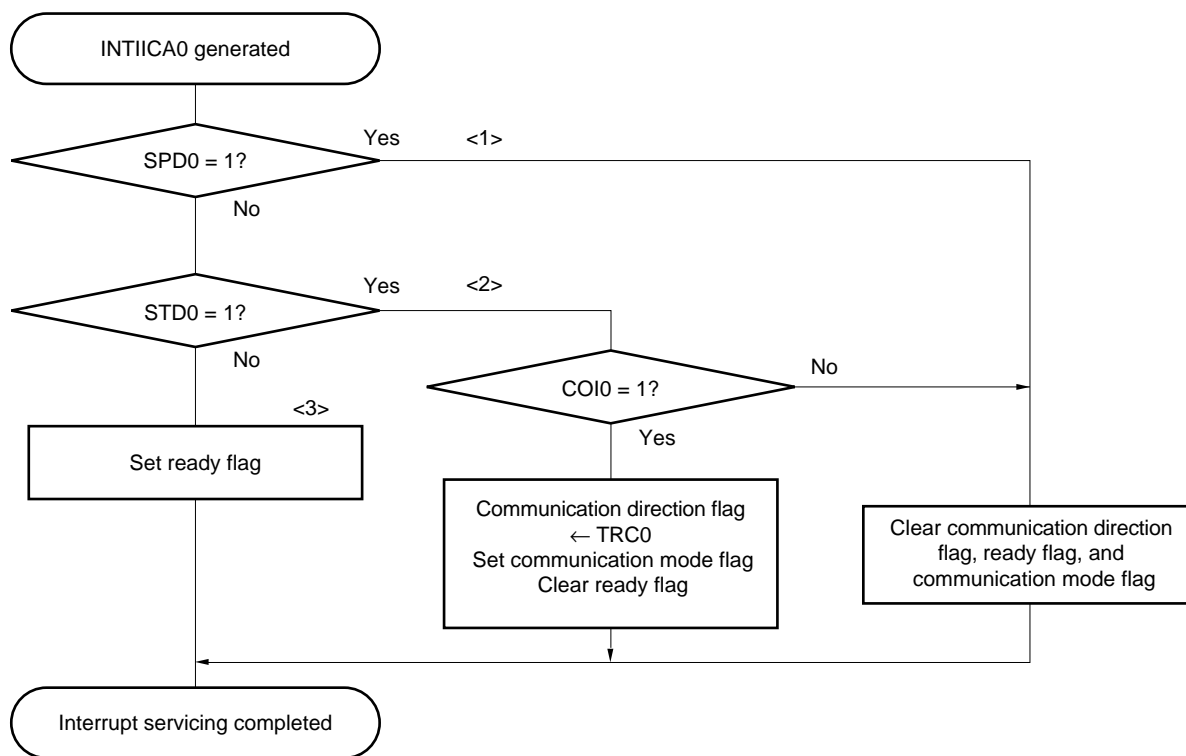 INTIICA0 generated
Yes
<1>
SPD0 = 1?
No
Yes
<2>
STD0 = 1?
No
No
COI0 = 1?
<3>
Yes
Set ready flag
Communication direction flag
← TRC0
Set communication mode flag
Clear ready flag
Clear communication direction
flag, ready flag, and
communication mode flag
Interrupt servicing completed